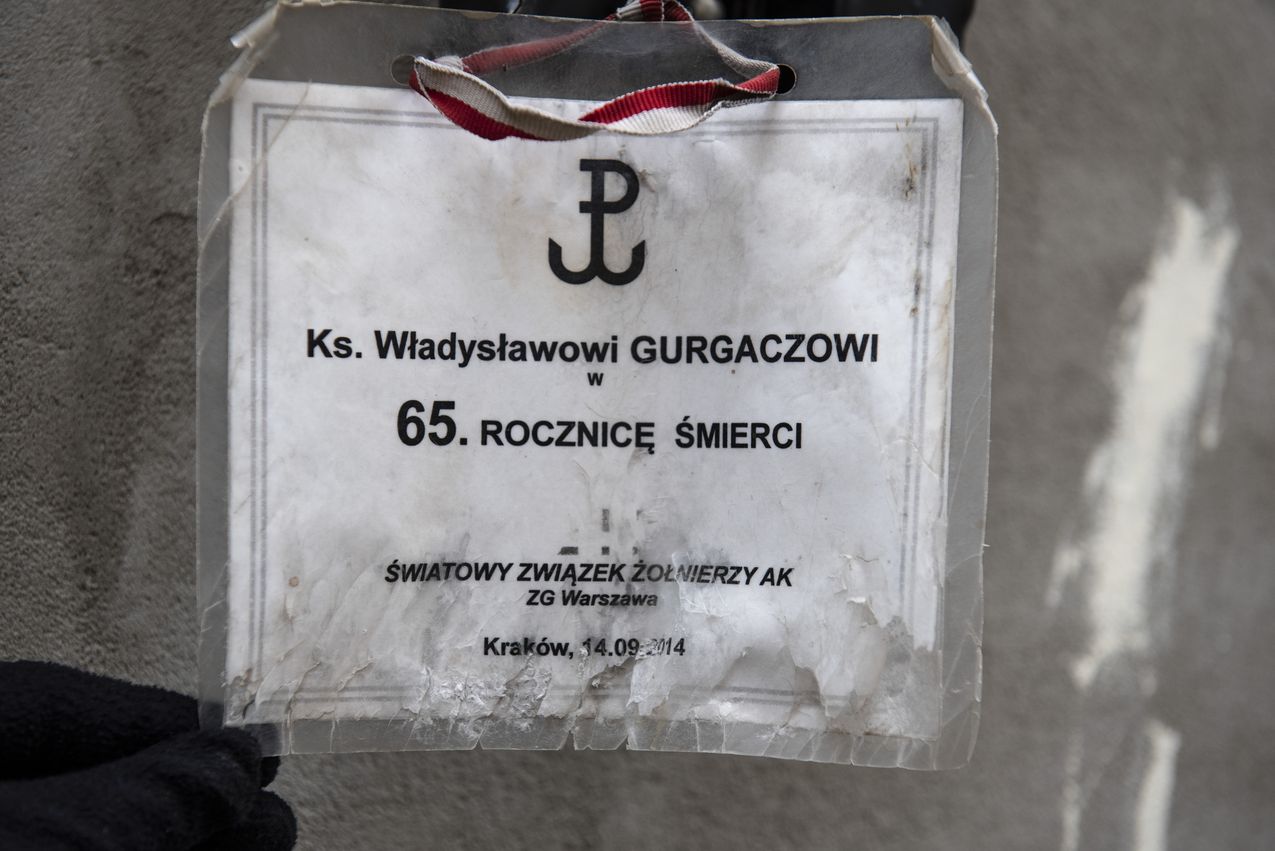 Ks. Władysławowi GURGACZOWI
w
65. ROCZNICĘ ŚMIERCI
ŚWIATOWY ZWIĄZEK ŻOŁNIERZY AK
ZG Warszawa
Kraków, 14.09.2014